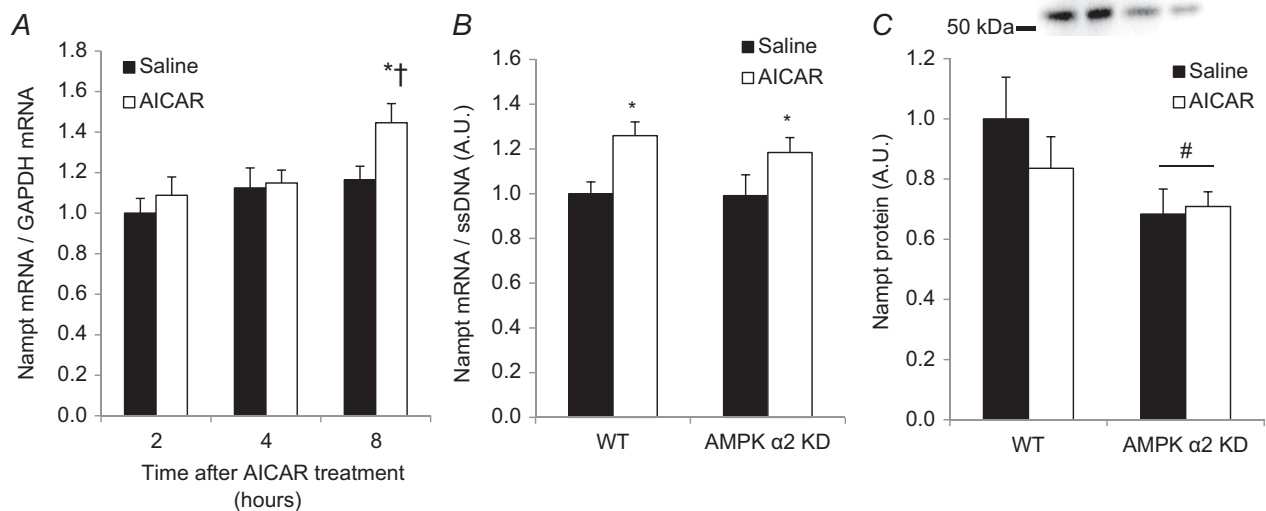 A
Nampt mRNA / GAPDH mRNA
1.8
1.6
1.4
1.2
1.0
0.8
0.6
0.4
0.2
0.0
Saline
AICAR
*†
2 4 8
Time after AICAR treatment
(hours)
B
Nampt mRNA / ssDNA (A.U.)
1.6
1.4
1.2
1.0
0.8
0.6
0.4
0.2
0.0
Saline
AICAR
*
*
WT AMPK α2 KD
C
50 kDa
Nampt protein (A.U.)
1.2
1.0
0.8
0.6
0.4
0.2
0.0
Saline
AICAR
#
WT AMPK α2 KD